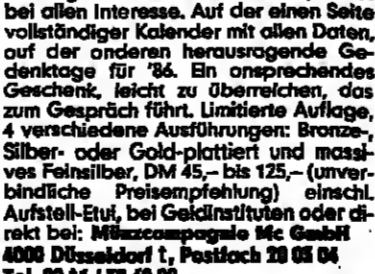 bei allen Interesse. Auf der einen Seite
vollständiger Kalender mit allen Daten,
auf der anderen herausragende Ge-
denktage für '86. Ein ansprechendes
Geschenk, leicht zu überreichen, das
zum Gespräch führt. Limitierte Auflage,
4 verschiedene Ausführungen: Bronze-,
Silber- oder Gold-plattiert und massi-
ves Feinsilber, DM 45,– bis 125,– (unver-
bindliche Preisempfehlung) einschl.
Aufstell-Etui, bei Geldinstituten oder di-
rekt bei: Münzcompagnie Mc GmbH
4000 Düsseldorf 1, Postfach